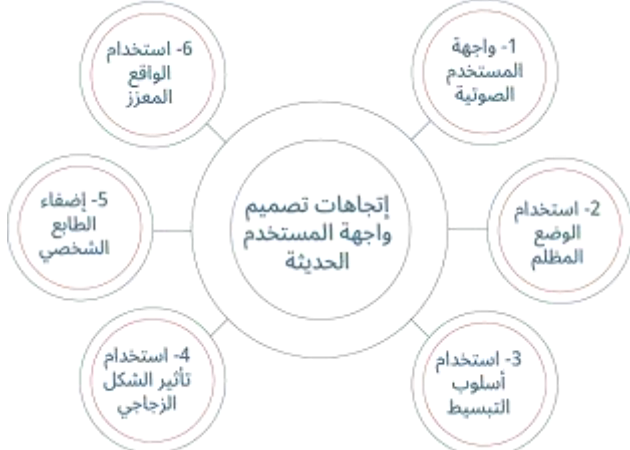 إتجاهات تصميم
واجهة المستخدم
الحديثة
1- واجهة
المستخدم
الصوتية
2- استخدام
الوضع
المظلم
3- استخدام
أسلوب
التبسيط
4- استخدام
تأثير الشكل
الزجاجي
5- إضفاء
الطابع
الشخصي
6- استخدام
الواقع
المعزز